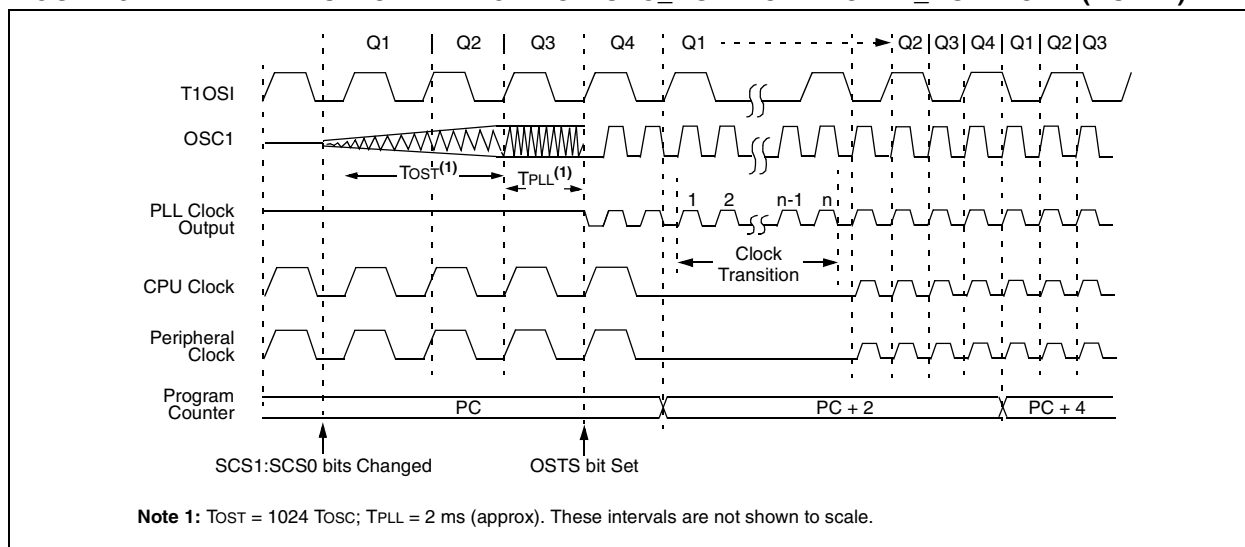 Q1 Q2 Q3 Q4 Q1 Q2 Q3 Q4 Q1 Q2 Q3
T1OSI
OSC1
TOST(1)
TPLL(1)
1 2 n-1 n
PLL Clock
Output
Clock
Transition
CPU Clock
Peripheral
Clock
Program
Counter
PC PC + 2 PC + 4
SCS1:SCS0 bits Changed OSTS bit Set
Note 1: TOST = 1024 TOSC; TPLL = 2 ms (approx). These intervals are not shown to scale.